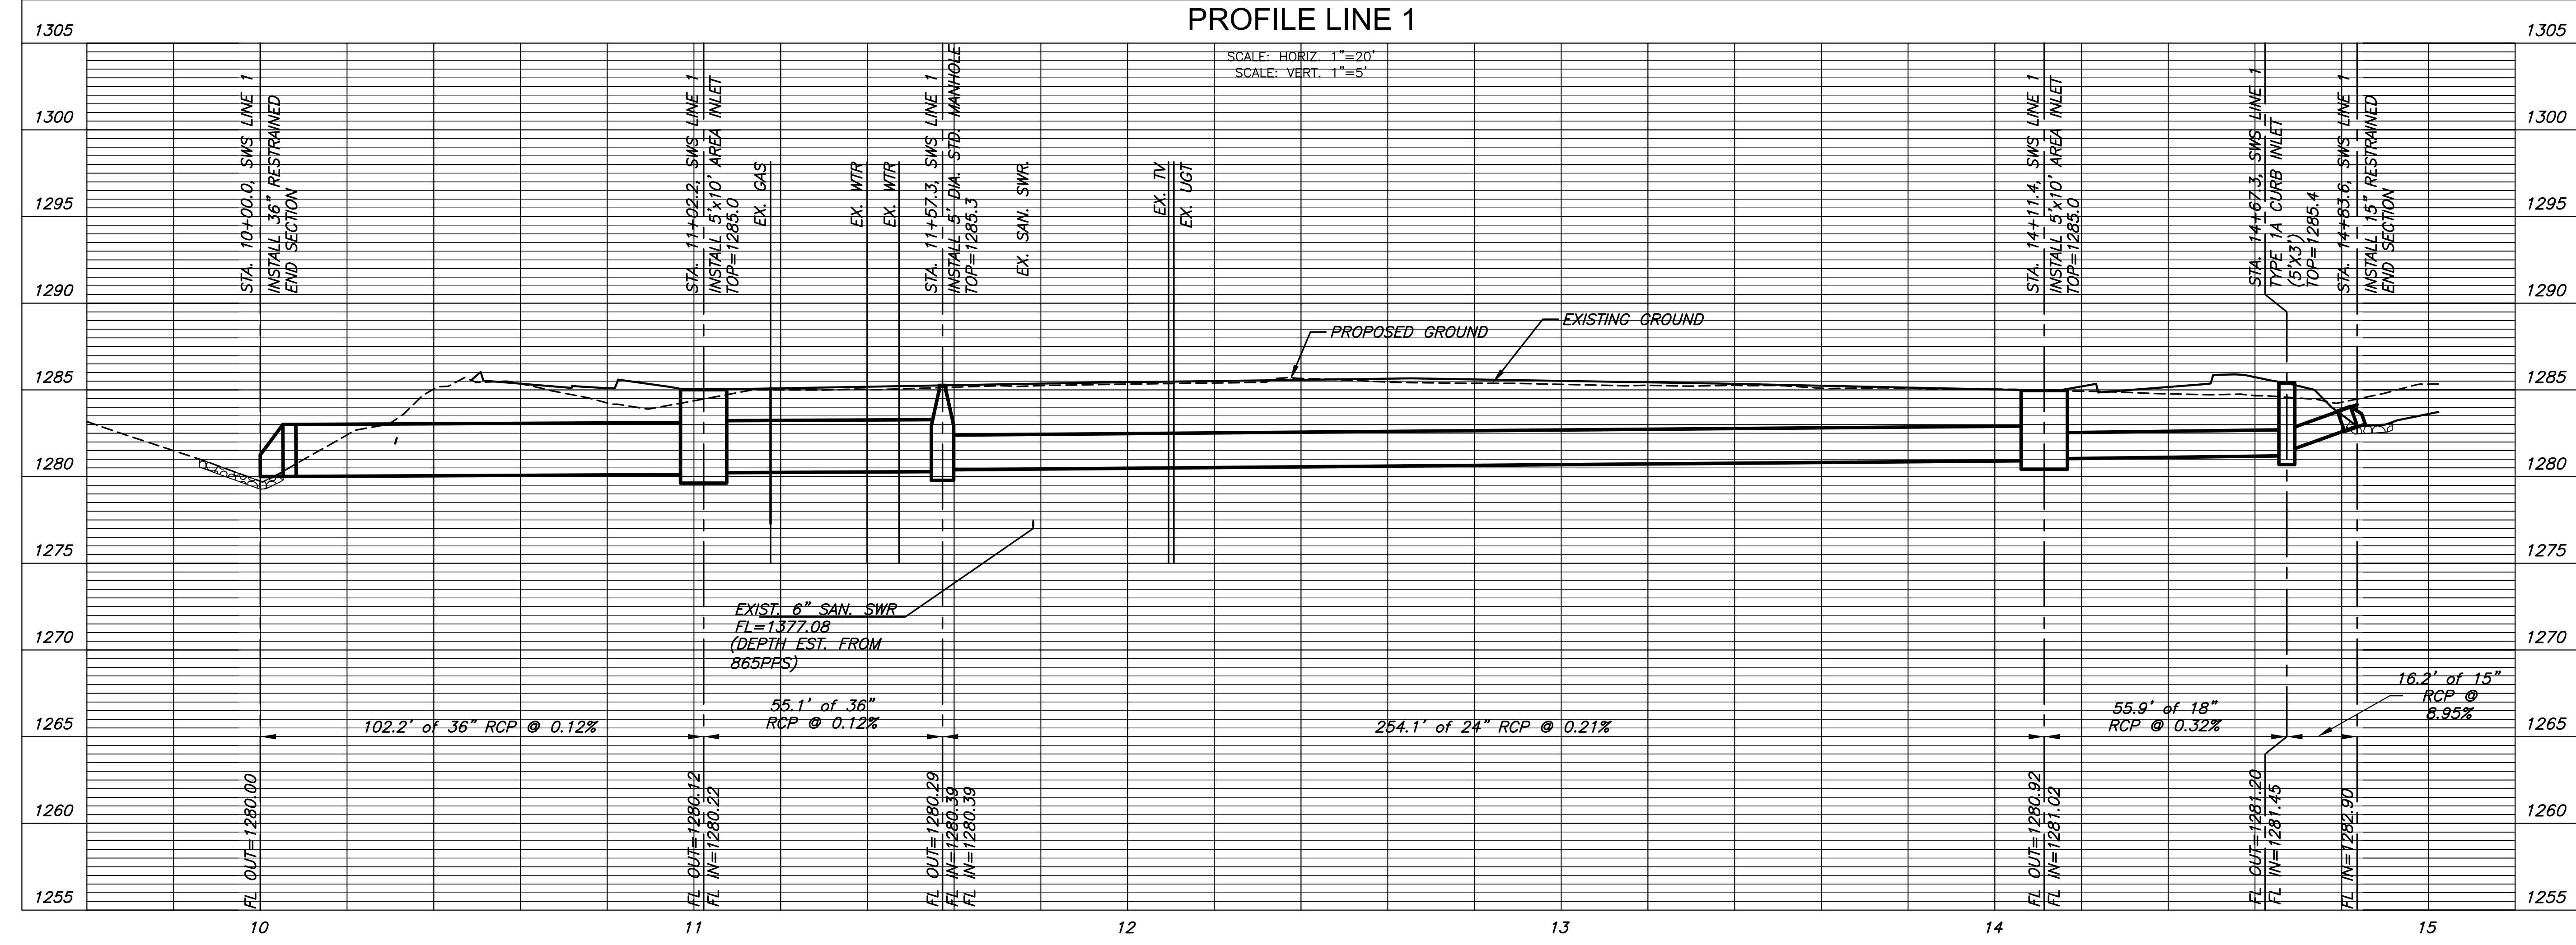 PROFILE LINE 1
SCALE: HORIZ. 1"=20'
SCALE: VERT. 1"=5'
1305
1305
1300
1300
1295
1295
1290
1290
1285
1285
1280
1280
1275
1275
1270
1270
1265
1265
1260
1260
1255
1255
STA. 10+00.0, SWS LINE 1
INSTALL 36" RESTRAINED
END SECTION
STA. 11+02.2, SWS LINE 1
INSTALL 5'x10' AREA INLET
TOP=1285.0
EX. GAS
EX. WTR
EX. WTR
STA. 11+57.3, SWS LINE 1
INSTALL 5' DIA. STD. MANHOLE
TOP=1285.3
EX. SAN. SWR.
EX. TV
EX. UGT
STA. 14+11.4, SWS LINE 1
INSTALL 5'x10' AREA INLET
TOP=1285.0
STA. 14+67.3, SWS LINE 1
TYPE 1A CURB INLET
(5'X3')
TOP=1285.4
STA. 14+83.6, SWS LINE 1
INSTALL 15" RESTRAINED
END SECTION
PROPOSED GROUND
EXISTING GROUND
EXIST. 6" SAN. SWR
FL=1377.08
(DEPTH EST. FROM
865PPS)
102.2' of 36" RCP @ 0.12%
55.1' of 36"
RCP @ 0.12%
254.1' of 24" RCP @ 0.21%
55.9' of 18"
RCP @ 0.32%
16.2' of 15"
RCP @
8.95%
FL OUT=1280.00
FL OUT=1280.12
FL IN=1280.22
FL OUT=1280.29
FL IN=1280.39
FL IN=1280.39
FL OUT=1280.92
FL IN=1281.02
FL OUT=1281.20
FL IN=1281.45
FL IN=1282.90
10
11
12
13
14
15